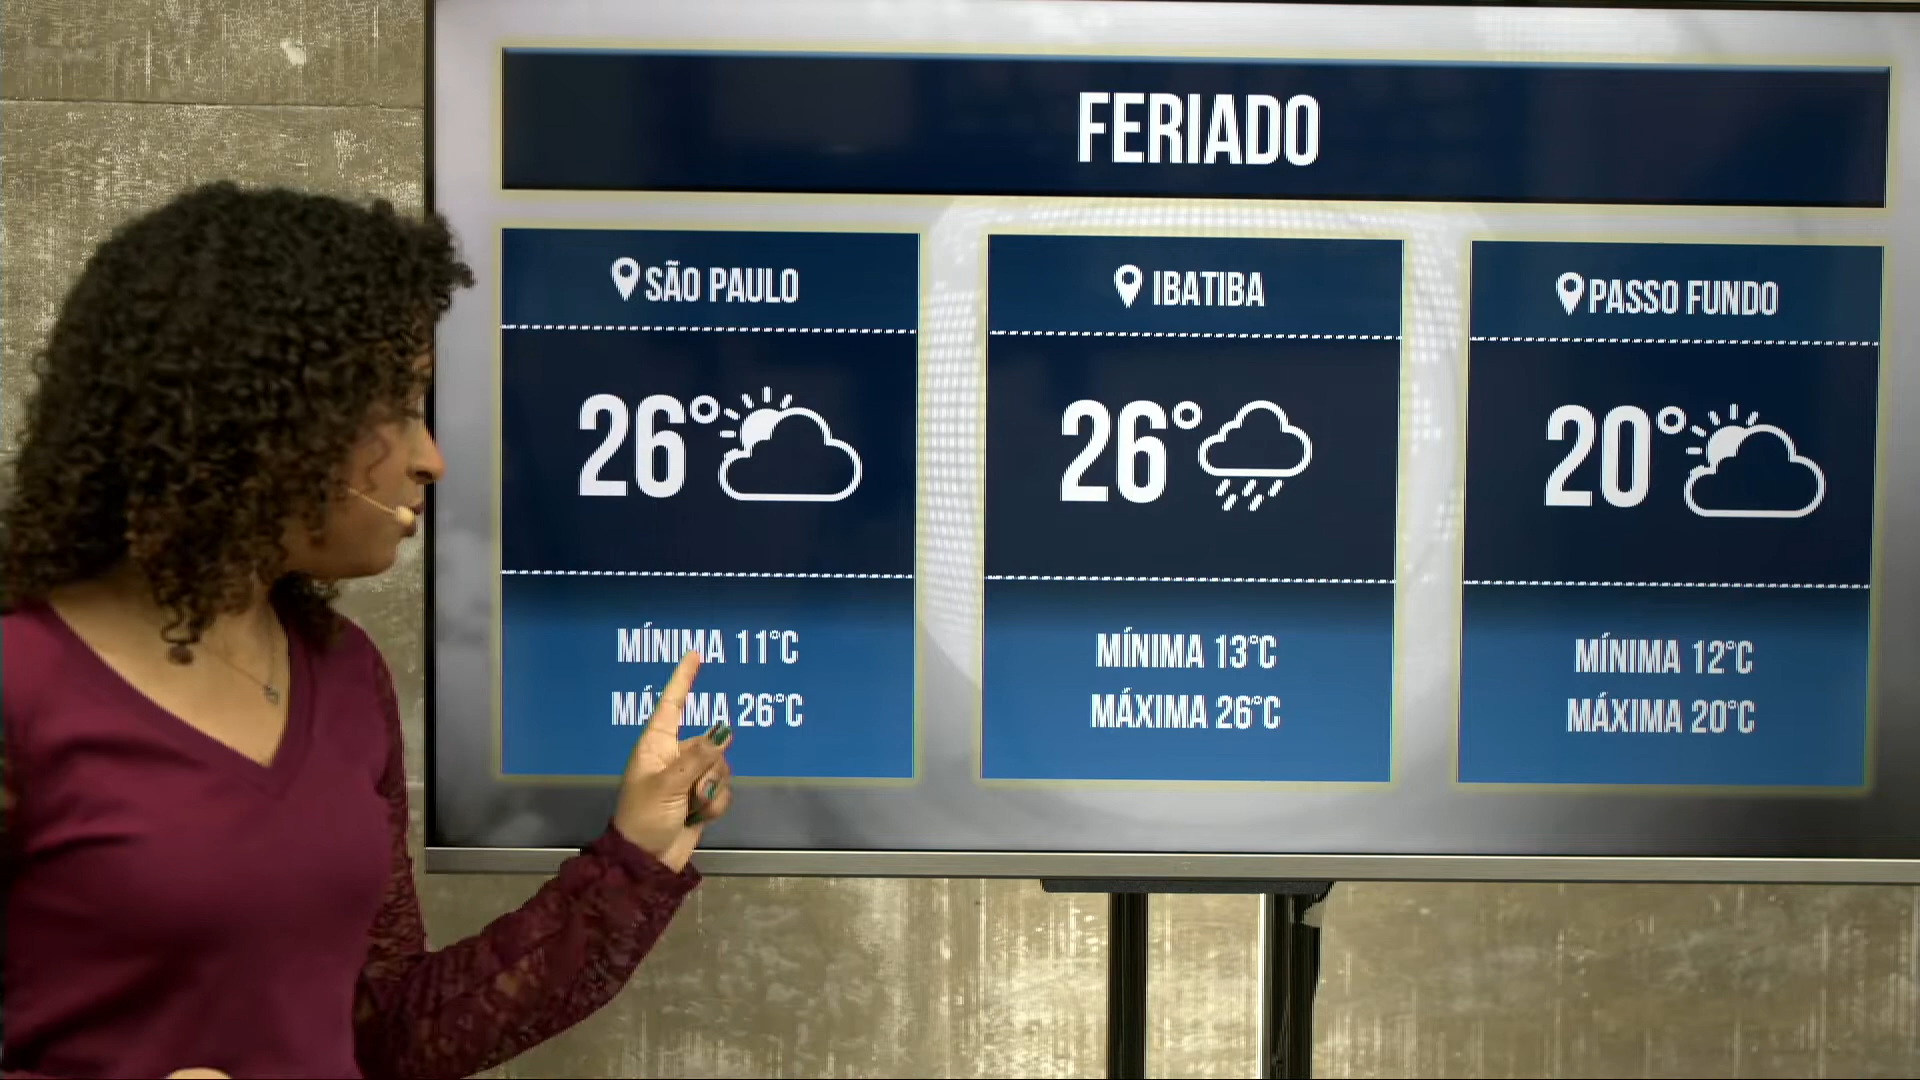 FERIADO
SÃO PAULO
26°
MÍNIMA 11°C
MÁXIMA 26°C
IBATIBA
26°
MÍNIMA 13°C
MÁXIMA 26°C
PASSO FUNDO
20°
MÍNIMA 12°C
MÁXIMA 20°C